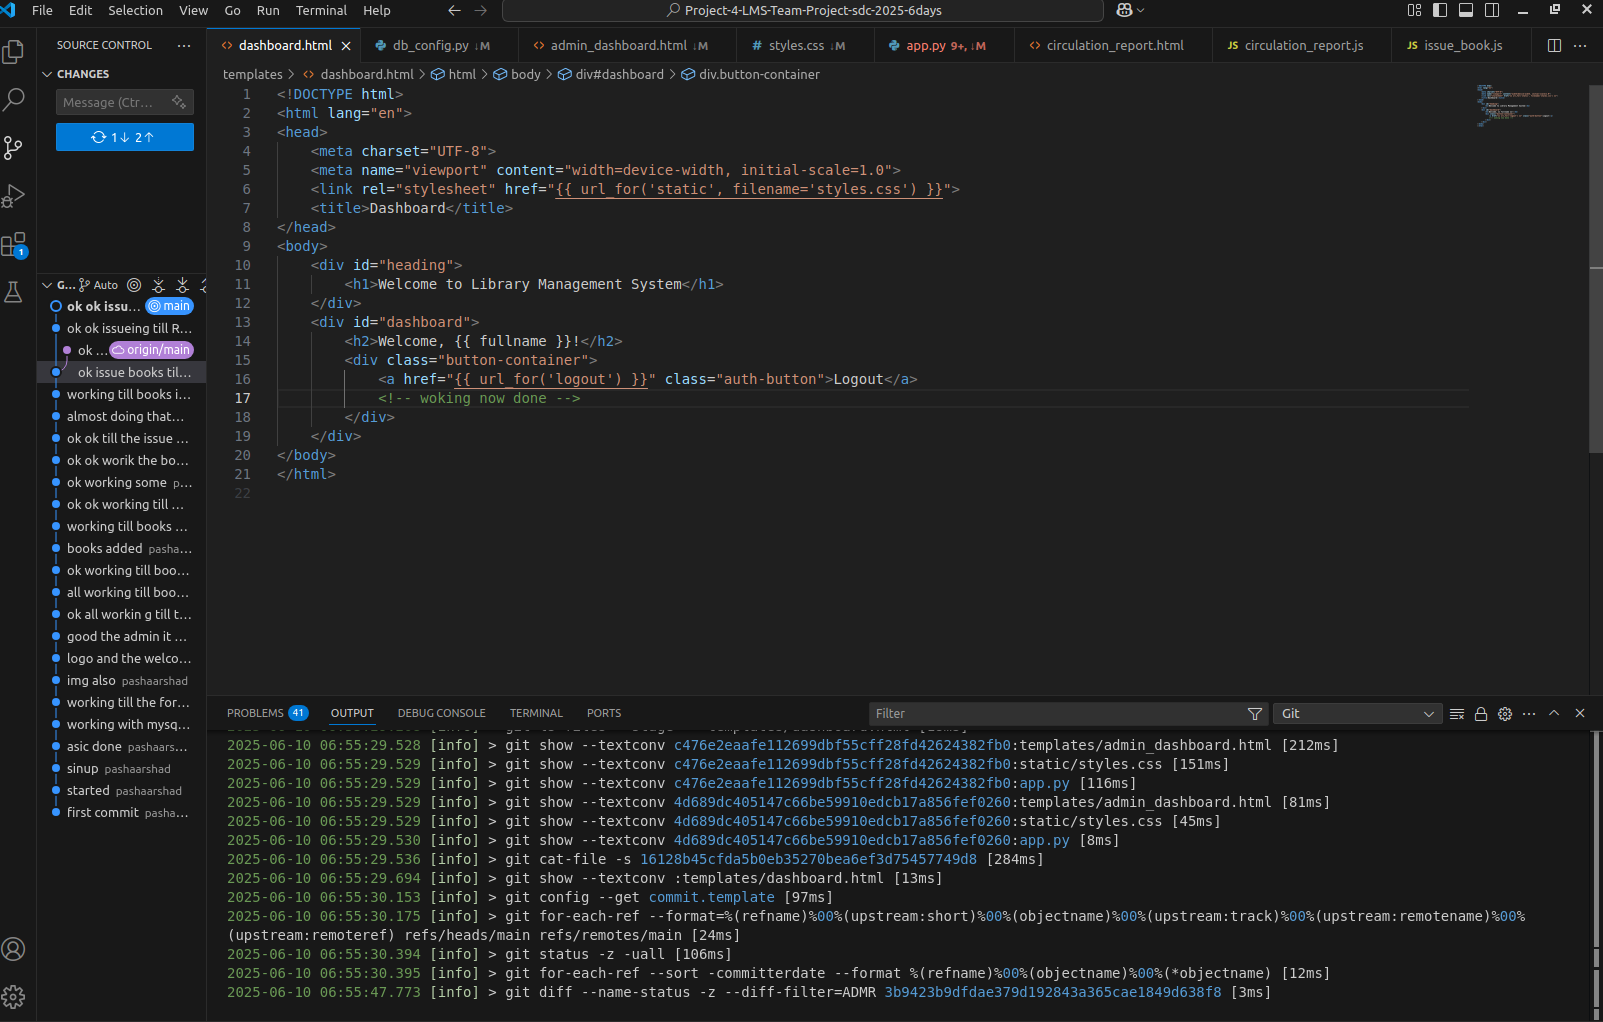 File Edit Selection View Go Run Terminal Help
Project-4-LMS-Team-Project-sdc-2025-6days
SOURCE CONTROL
dashboard.html
db_config.py ↓M
admin_dashboard.html ↓M
# styles.css ↓M
app.py 9+, ↓M
circulation_report.html
JS circulation_report.js
JS issue_book.js
CHANGES
Message (Ctr...
1↓ 2↑
1
G... Auto
ok ok issu... main
ok ok issueing till R...
ok ... origin/main
ok issue books til...
working till books i...
almost doing that...
ok ok till the issue ...
ok ok worik the bo...
ok working some p...
ok ok working till ...
working till books ...
books added pasha...
ok working till boo...
all working till boo...
ok all workin g till t...
good the admin it ...
logo and the welco...
img also pashaarshad
working till the for...
working with mysq...
asic done pashaars...
sinup pashaarshad
started pashaarshad
first commit pasha...
templates > dashboard.html > html > body > div#dashboard > div.button-container
1 <!DOCTYPE html>
2 <html lang="en">
3 <head>
4 <meta charset="UTF-8">
5 <meta name="viewport" content="width=device-width, initial-scale=1.0">
6 <link rel="stylesheet" href="{{ url_for('static', filename='styles.css') }}">
7 <title>Dashboard</title>
8 </head>
9 <body>
10 <div id="heading">
11 <h1>Welcome to Library Management System</h1>
12 </div>
13 <div id="dashboard">
14 <h2>Welcome, {{ fullname }}!</h2>
15 <div class="button-container">
16 <a href="{{ url_for('logout') }}" class="auth-button">Logout</a>
17 <!-- woking now done -->
18 </div>
19 </div>
20 </body>
21 </html>
22
PROBLEMS 41 OUTPUT DEBUG CONSOLE TERMINAL PORTS
Filter
Git
2025-06-10 06:55:29.528 [info] > git show --textconv c476e2eaafe112699dbf55cff28fd42624382fb0:templates/admin_dashboard.html [212ms]
2025-06-10 06:55:29.529 [info] > git show --textconv c476e2eaafe112699dbf55cff28fd42624382fb0:static/styles.css [151ms]
2025-06-10 06:55:29.529 [info] > git show --textconv c476e2eaafe112699dbf55cff28fd42624382fb0:app.py [116ms]
2025-06-10 06:55:29.529 [info] > git show --textconv 4d689dc405147c66be59910edcb17a856fef0260:templates/admin_dashboard.html [81ms]
2025-06-10 06:55:29.529 [info] > git show --textconv 4d689dc405147c66be59910edcb17a856fef0260:static/styles.css [45ms]
2025-06-10 06:55:29.530 [info] > git show --textconv 4d689dc405147c66be59910edcb17a856fef0260:app.py [8ms]
2025-06-10 06:55:29.536 [info] > git cat-file -s 16128b45cfda5b0eb35270bea6ef3d75457749d8 [284ms]
2025-06-10 06:55:29.694 [info] > git show --textconv :templates/dashboard.html [13ms]
2025-06-10 06:55:30.153 [info] > git config --get commit.template [97ms]
2025-06-10 06:55:30.175 [info] > git for-each-ref --format=%(refname)%00%(upstream:short)%00%(objectname)%00%(upstream:track)%00%(upstream:remotename)%00%
(upstream:remoteref) refs/heads/main refs/remotes/main [24ms]
2025-06-10 06:55:30.394 [info] > git status -z -uall [106ms]
2025-06-10 06:55:30.395 [info] > git for-each-ref --sort -committerdate --format %(refname)%00%(objectname)%00%(*objectname) [12ms]
2025-06-10 06:55:47.773 [info] > git diff --name-status -z --diff-filter=ADMR 3b9423b9dfdae379d192843a365cae1849d638f8 [3ms]